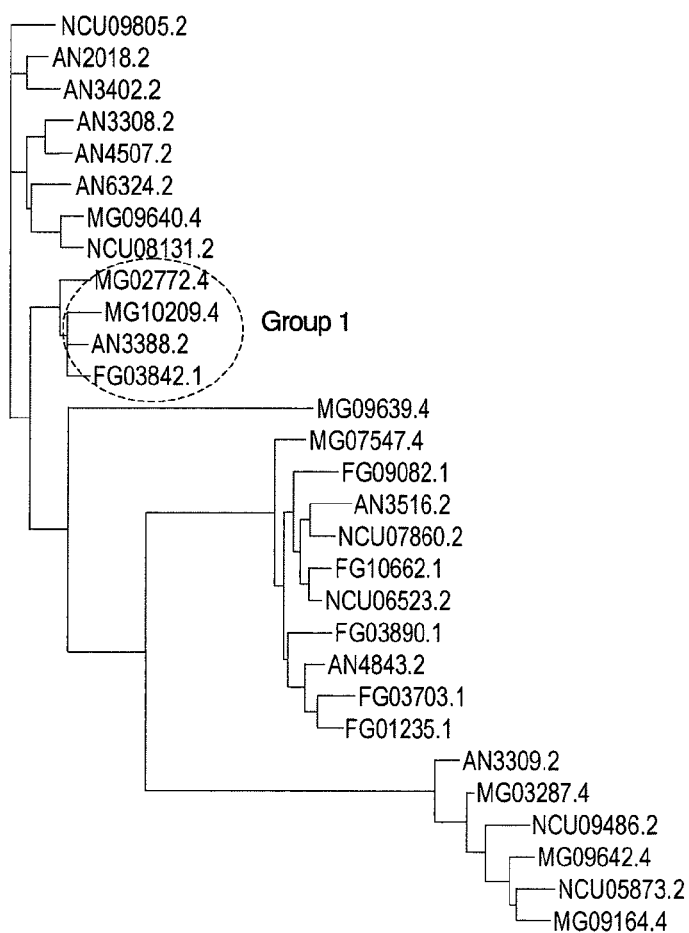 NCU09805.2
AN2018.2
AN3402.2
AN3308.2
AN4507.2
AN6324.2
MG09640.4
NCU08131.2
MG02772.4
MG10209.4
Group 1
AN3388.2
FG03842.1
MG09639.4
MG07547.4
FG09082.1
AN3516.2
NCU07860.2
FG10662.1
NCU06523.2
FG03890.1
AN4843.2
FG03703.1
FG01235.1
AN3309.2
MG03287.4
NCU09486.2
MG09642.4
NCU05873.2
MG09164.4